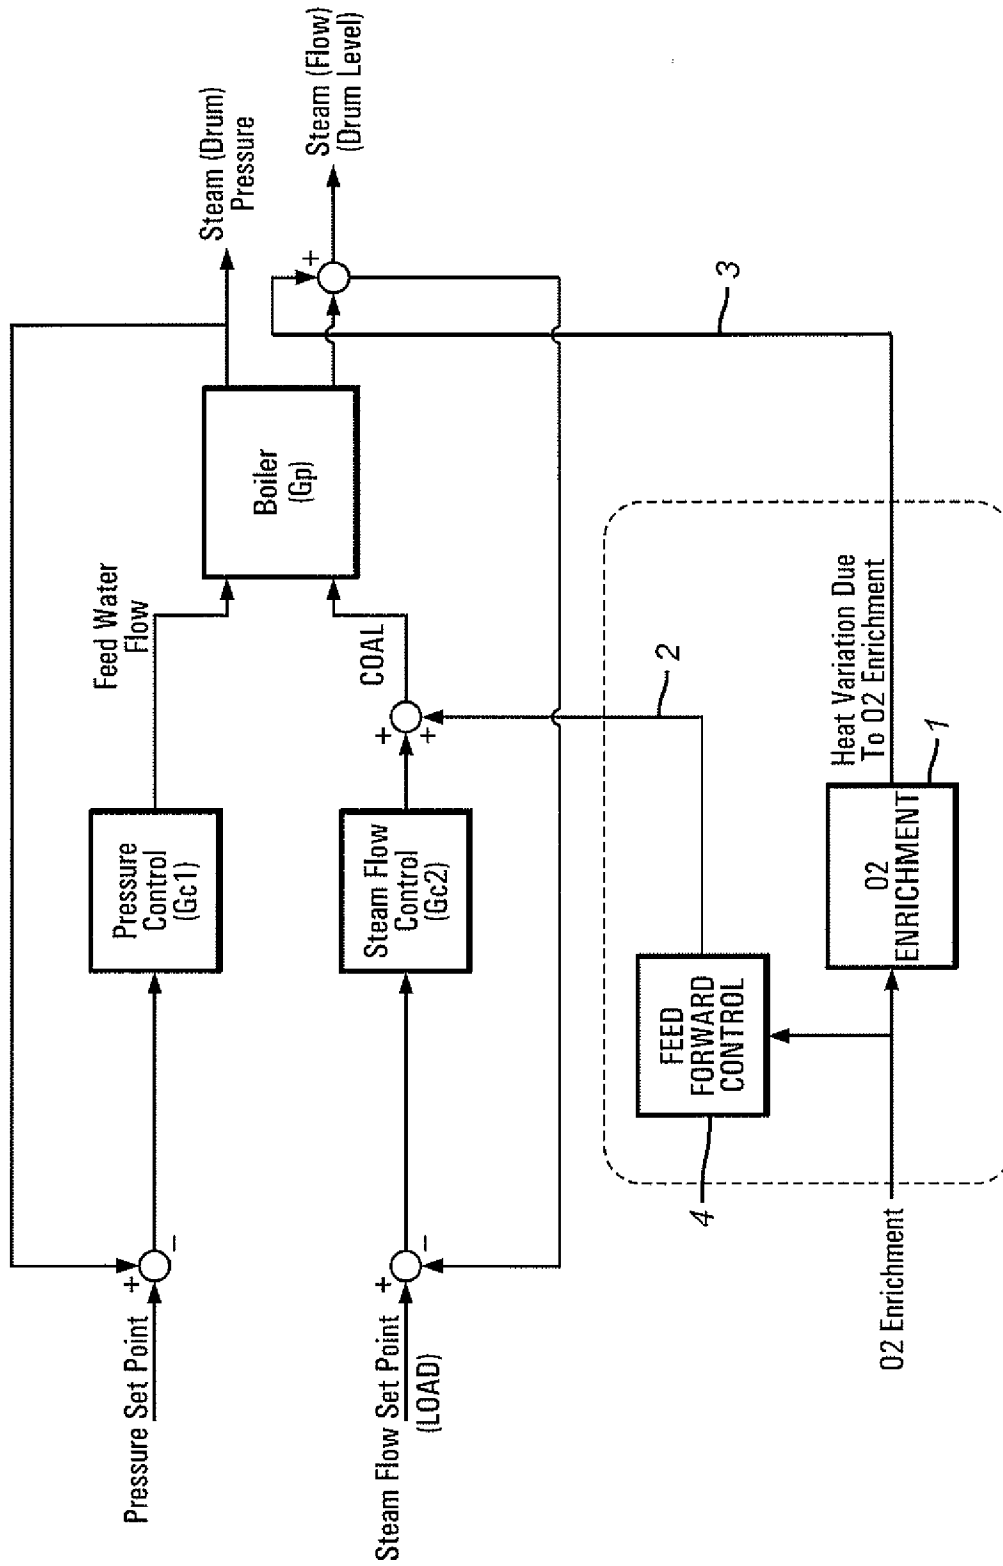 Pressure Set Point
+
−
Pressure
Control
(Gc1)
Feed Water
Flow
Boiler
(Gp)
Steam (Drum)
Pressure
Steam Flow Set Point
(LOAD)
+
−
Steam Flow
Control
(Gc2)
+
+
COAL
+
Steam (Flow)
(Drum Level)
O2 Enrichment
4
FEED
FORWARD
CONTROL
2
O2
ENRICHMENT
1
Heat Variation Due
To O2 Enrichment
3